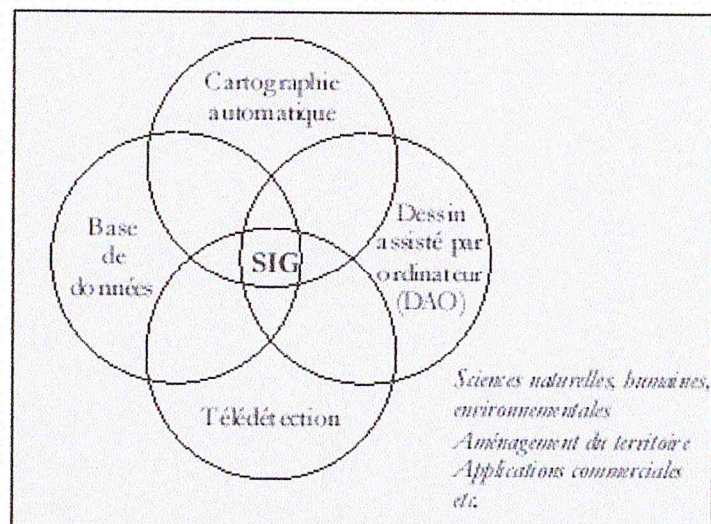 Cartographie
automatique
Base
de
données
SIG
Dessin
assisté par
ordinateur
(DAO)
Télédétection
Sciences naturelles, humaines,
environnementales
Aménagement du territoire
Applications commerciales
etc.